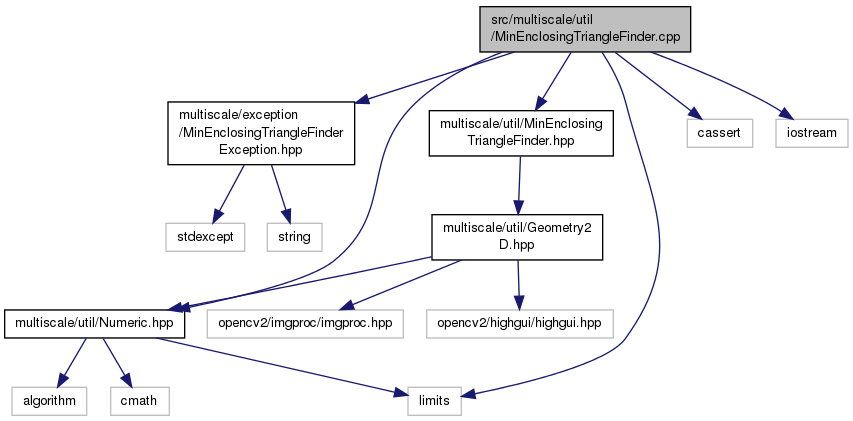 src/multiscale/util
/MinEnclosingTriangleFinder.cpp
multiscale/exception
/MinEnclosingTriangleFinder
Exception.hpp
multiscale/util/MinEnclosing
TriangleFinder.hpp
cassert
iostream
stdexcept
string
multiscale/util/Geometry2
D.hpp
multiscale/util/Numeric.hpp
opencv2/imgproc/imgproc.hpp
opencv2/highgui/highgui.hpp
algorithm
cmath
limits